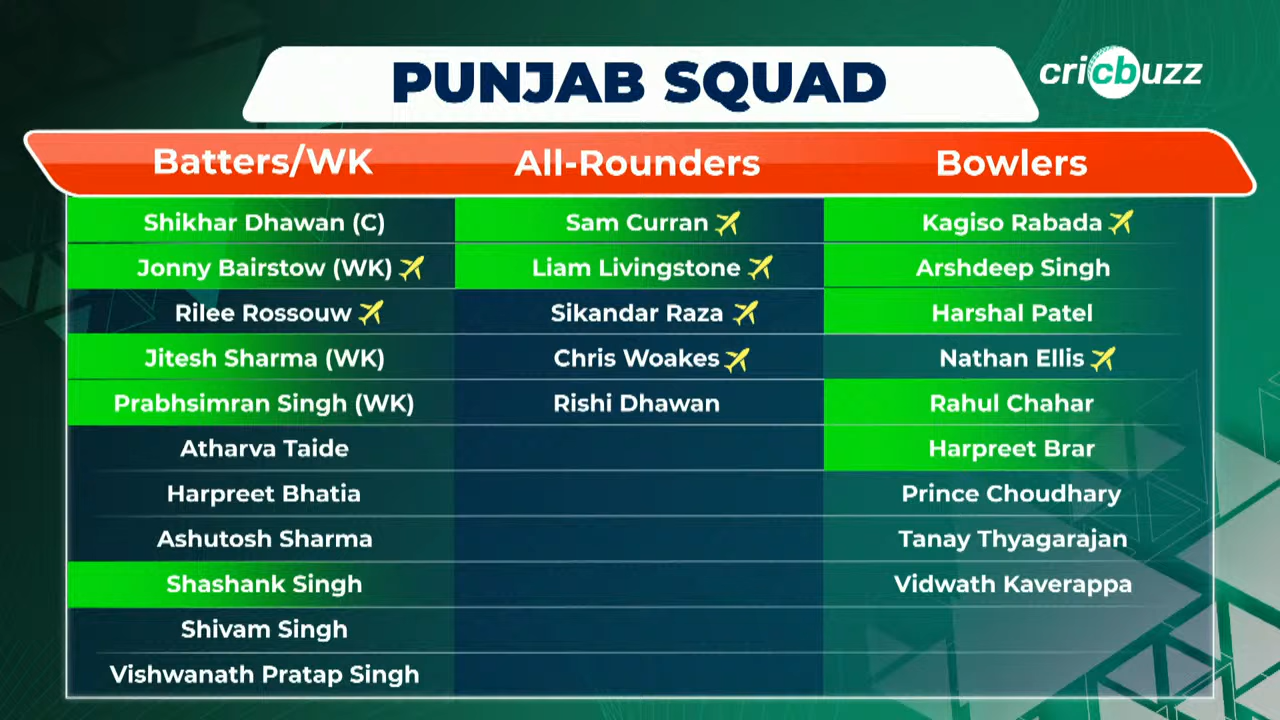 PUNJAB SQUAD
cricbuzz
Batters/WK
All-Rounders
Bowlers
Shikhar Dhawan (C)
Sam Curran
Kagiso Rabada
Jonny Bairstow (WK)
Liam Livingstone
Arshdeep Singh
Rilee Rossouw
Sikandar Raza
Harshal Patel
Jitesh Sharma (WK)
Chris Woakes
Nathan Ellis
Prabhsimran Singh (WK)
Rishi Dhawan
Rahul Chahar
Atharva Taide
Harpreet Brar
Harpreet Bhatia
Prince Choudhary
Ashutosh Sharma
Tanay Thyagarajan
Shashank Singh
Vidwath Kaverappa
Shivam Singh
Vishwanath Pratap Singh